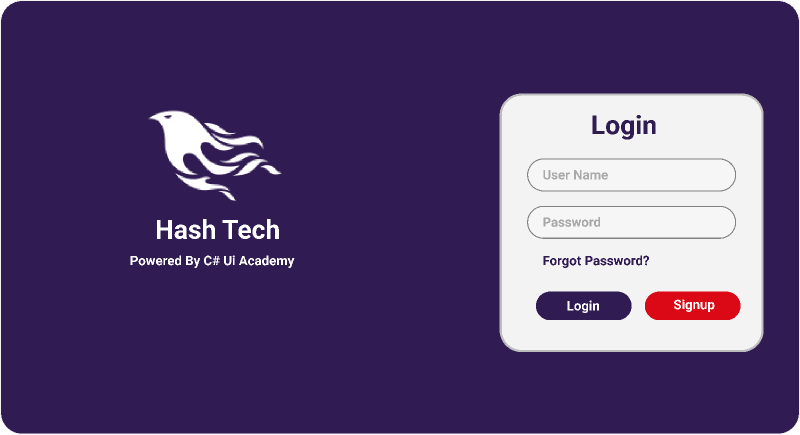 Hash Tech
Powered By C# Ui Academy
Login
User Name
Password
Forgot Password?
Login
Signup